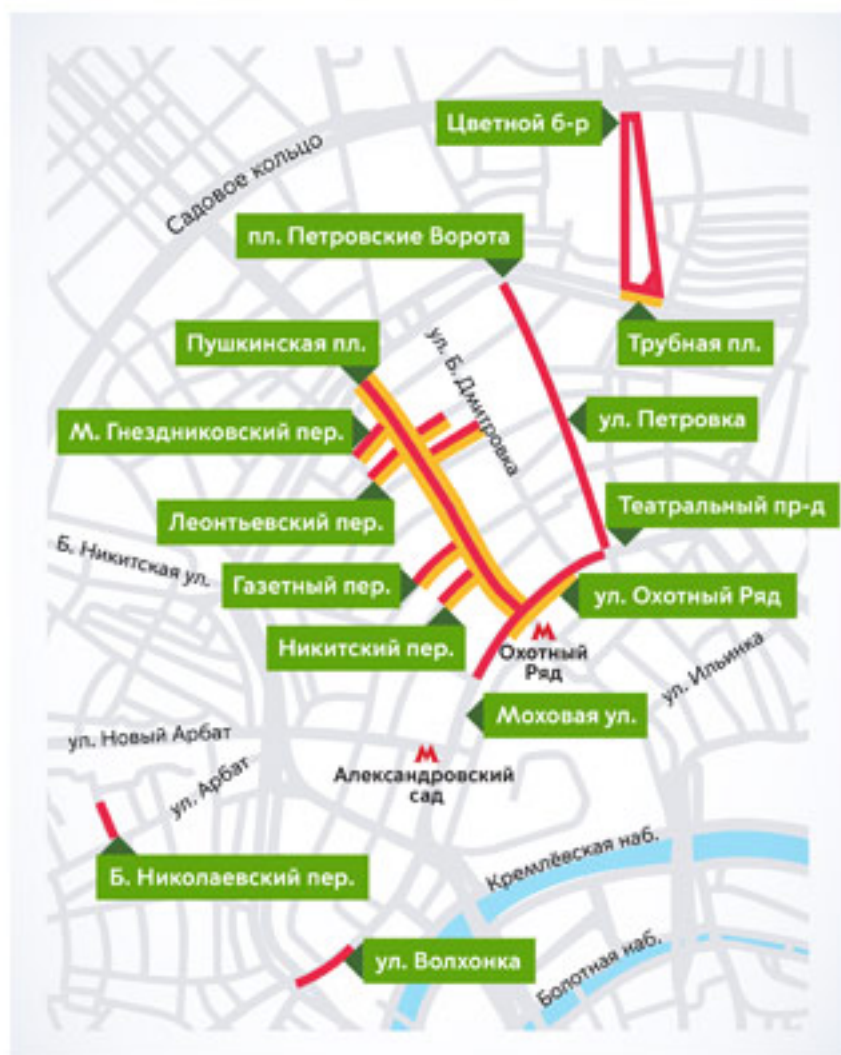 Цветной б-р
Садовое кольцо
пл. Петровские Ворота
Пушкинская пл.
ул. Б. Дмитровка
Трубная пл.
М. Гнездниковский пер.
ул. Петровка
Леонтьевский пер.
Театральный пр-д
Б. Никитская ул.
Газетный пер.
ул. Охотный Ряд
Никитский пер.
М
Охотный
Ряд
ул. Ильинка
Моховая ул.
ул. Новый Арбат
М
Александровский
сад
ул. Арбат
Б. Николаевский пер.
Кремлёвская наб.
ул. Волхонка
Болотная наб.